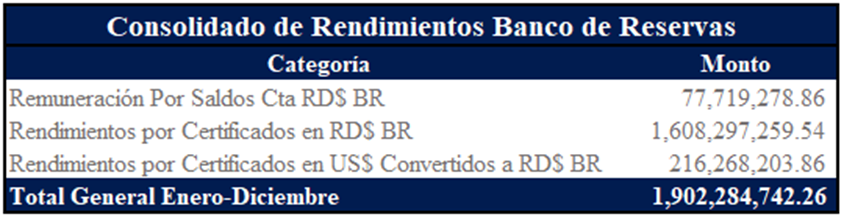 Consolidado de Rendimientos Banco de Reservas
Categoría Monto
Remuneración Por Saldos Cta RD$ BR 77,719,278.86
Rendimientos por Certificados en RD$ BR 1,608,297,259.54
Rendimientos por Certificados en US$ Convertidos a RD$ BR 216,268,203.86
Total General Enero-Diciembre 1,902,284,742.26